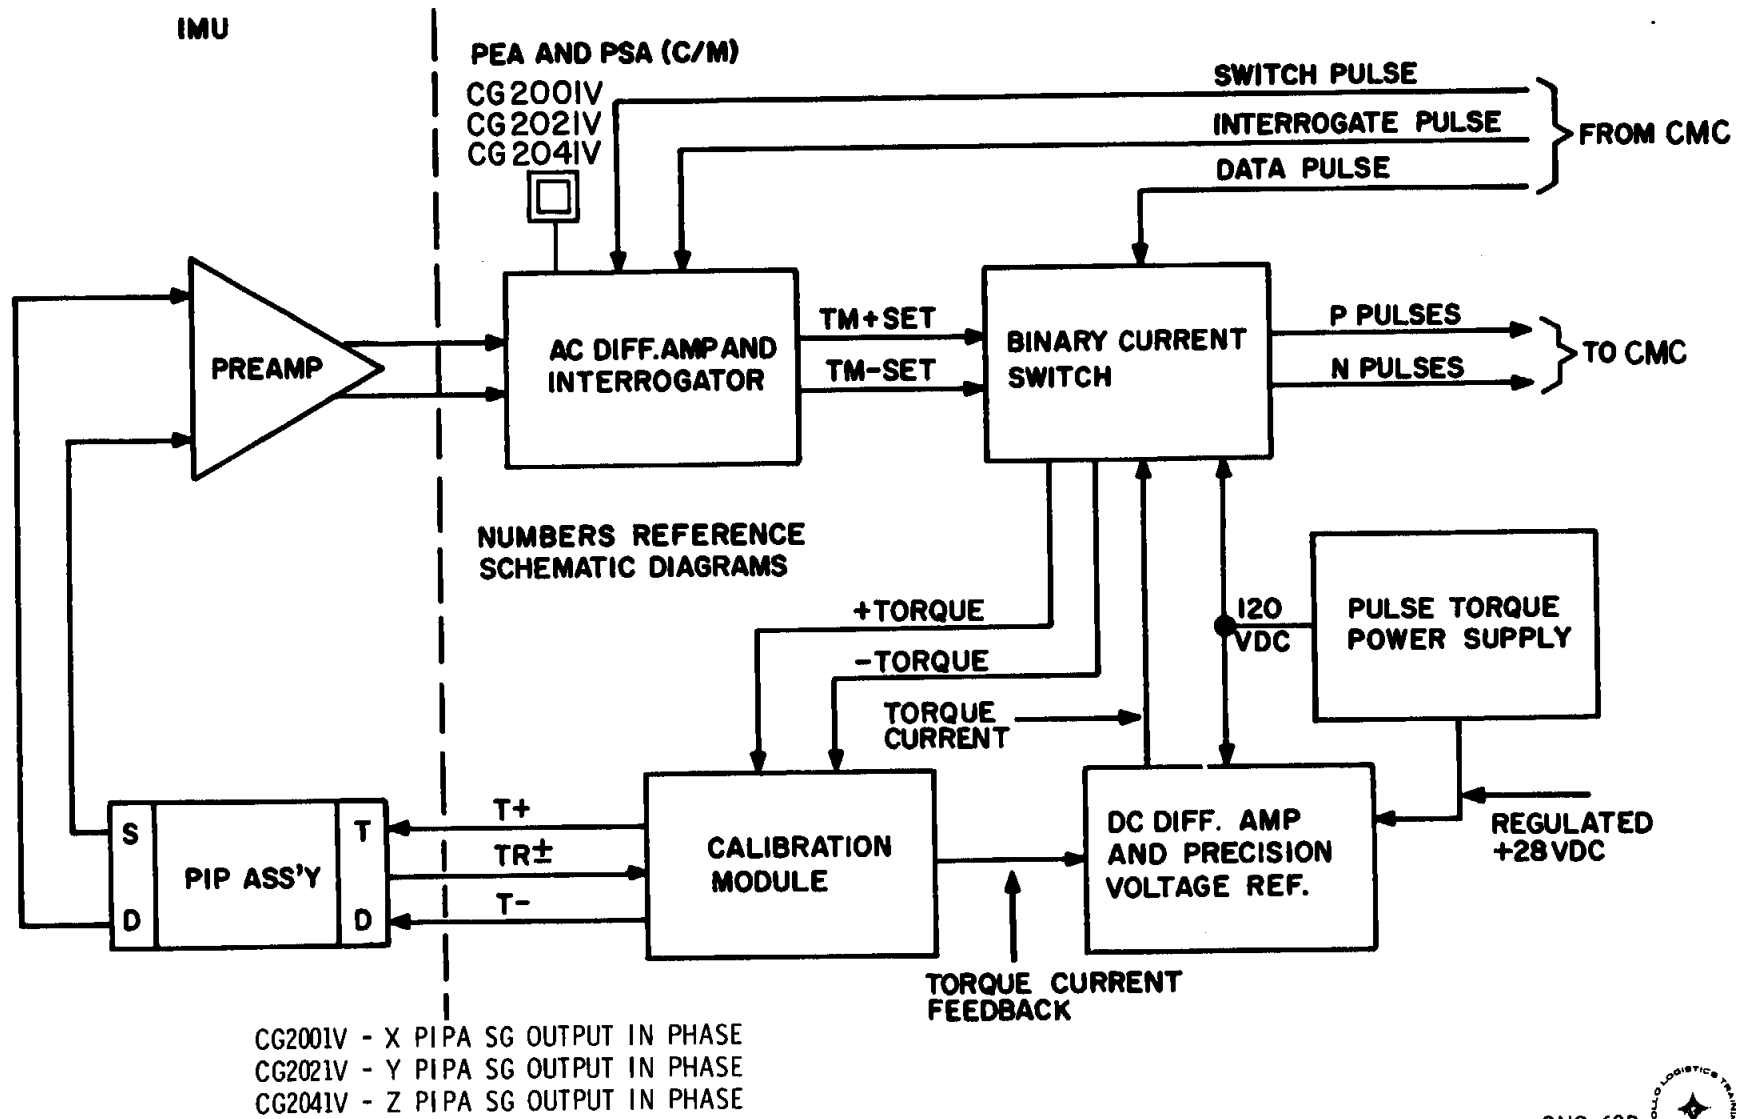 IMU
PEA AND PSA (C/M)
CG2001V
CG2021V
CG2041V
SWITCH PULSE
INTERROGATE PULSE
DATA PULSE
FROM CMC
PREAMP
AC DIFF. AMP AND
INTERROGATOR
TM+SET
TM-SET
BINARY CURRENT
SWITCH
P PULSES
N PULSES
TO CMC
NUMBERS REFERENCE
SCHEMATIC DIAGRAMS
+TORQUE
-TORQUE
TORQUE
CURRENT
120
VDC
PULSE TORQUE
POWER SUPPLY
REGULATED
+28VDC
S
D
PIP ASS'Y
T
D
T+
TR±
T-
CALIBRATION
MODULE
DC DIFF. AMP
AND PRECISION
VOLTAGE REF.
TORQUE CURRENT
FEEDBACK
CG2001V - X PIPA SG OUTPUT IN PHASE
CG2021V - Y PIPA SG OUTPUT IN PHASE
CG2041V - Z PIPA SG OUTPUT IN PHASE
LOGISTICS